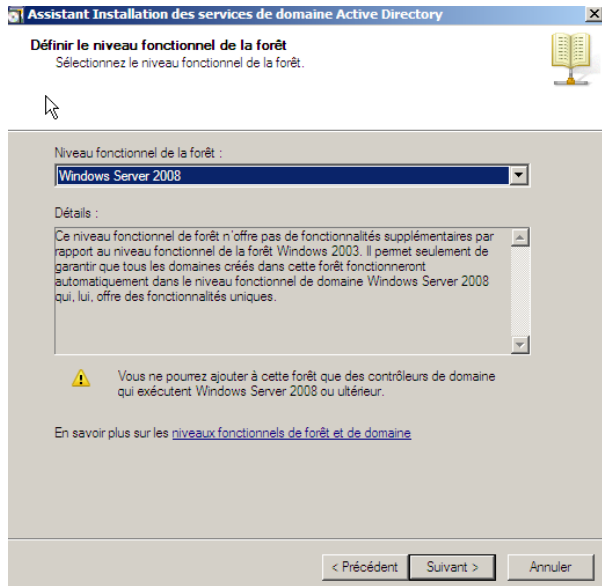 Assistant Installation des services de domaine Active Directory
Définir le niveau fonctionnel de la forêt
Sélectionnez le niveau fonctionnel de la forêt.
Niveau fonctionnel de la forêt :
Windows Server 2008
Détails :
Ce niveau fonctionnel de forêt n'offre pas de fonctionnalités supplémentaires par
rapport au niveau fonctionnel de la forêt Windows 2003. Il permet seulement de
garantir que tous les domaines créés dans cette forêt fonctionneront
automatiquement dans le niveau fonctionnel de domaine Windows Server 2008
qui, lui, offre des fonctionnalités uniques.
Vous ne pourrez ajouter à cette forêt que des contrôleurs de domaine
qui exécutent Windows Server 2008 ou ultérieur.
En savoir plus sur les niveaux fonctionnels de forêt et de domaine
< Précédent Suivant > Annuler